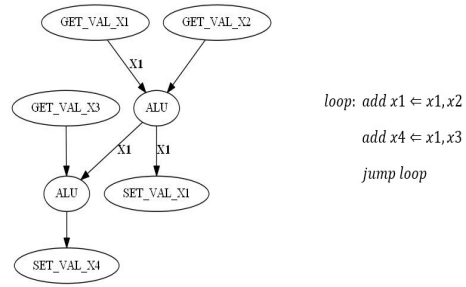 GET_VAL_X1 GET_VAL_X2
X1
GET_VAL_X3 ALU
X1 X1
ALU SET_VAL_X1
SET_VAL_X4
loop: add x1 ⇐ x1, x2
add x4 ⇐ x1, x3
jump loop